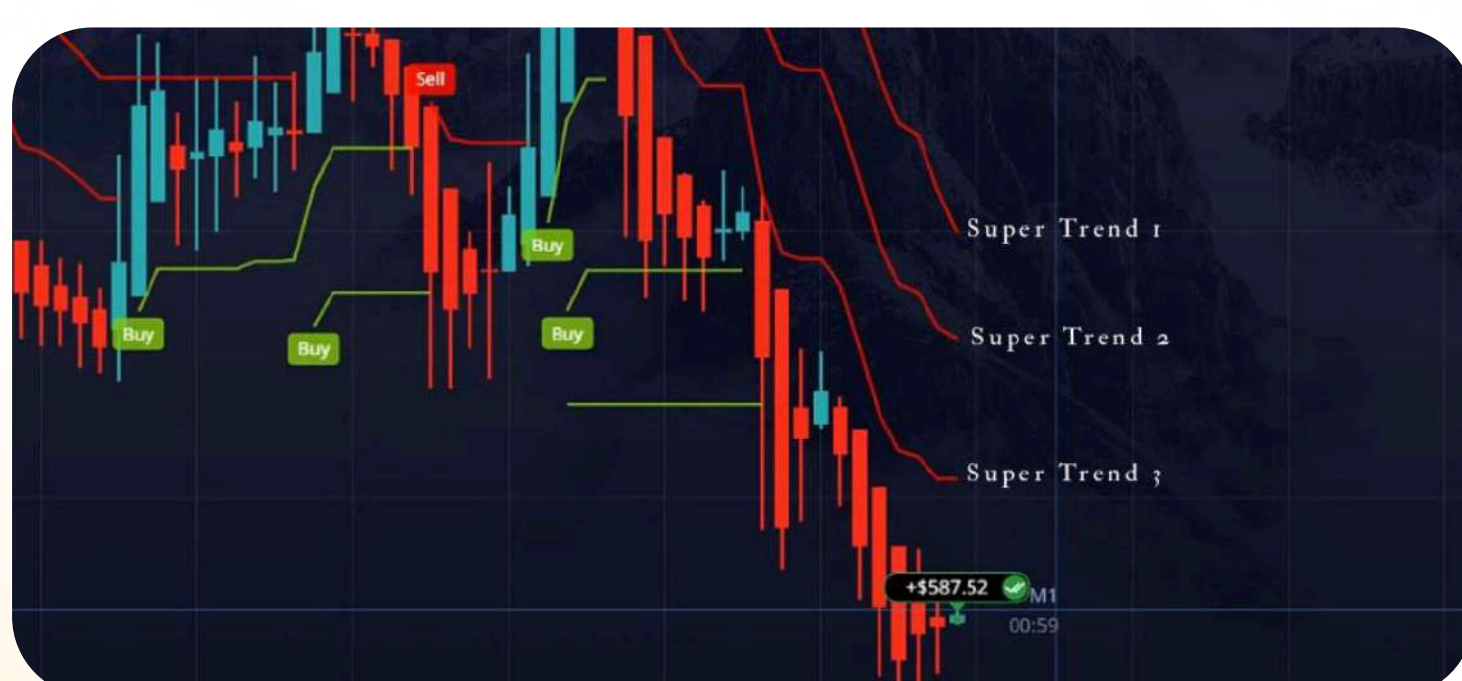 Sell
Super Trend 1
Buy
Buy
Buy
Buy
Super Trend 2
Super Trend 3
+$587.52
M1
00:59